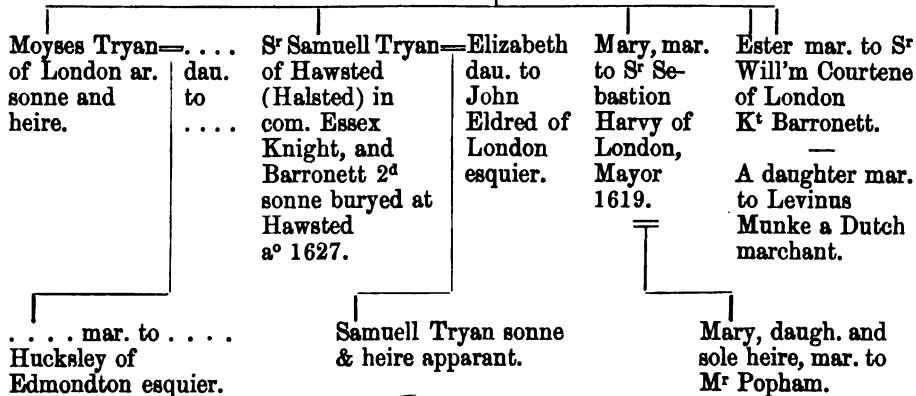 Moyses Tryan=. . . .
of London ar.
sonne and
heire.
dau.
to
. . . .
Sʳ Samuell Tryan=
of Hawsted
(Halsted) in
com. Essex
Knight, and
Barronett 2ᵈ
sonne buryed at
Hawsted
aº 1627.
Elizabeth
dau. to
John
Eldred of
London
esquier.
Mary, mar.
to Sʳ Se-
bastion
Harvy of
London,
Mayor
1619.
Ester mar. to Sʳ
Will'm Courtene
of London
Kᵗ Barronett.
A daughter mar.
to Levinus
Munke a Dutch
marchant.
. . . . mar. to . . . .
Hucksley of
Edmondton esquier.
Samuell Tryan sonne
& heire apparant.
Mary, daugh. and
sole heire, mar. to
Mʳ Popham.